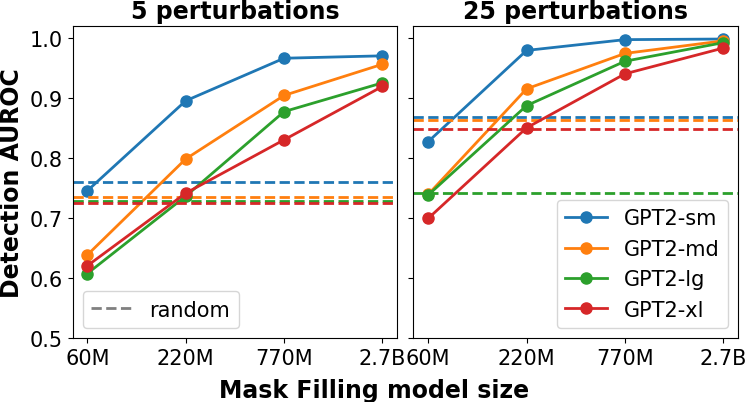 5 perturbations
25 perturbations
Detection AUROC
1.0
0.9
0.8
0.7
0.6
0.5
random
GPT2-sm
GPT2-md
GPT2-lg
GPT2-xl
60M 220M 770M 2.7B
60M 220M 770M 2.7B
Mask Filling model size